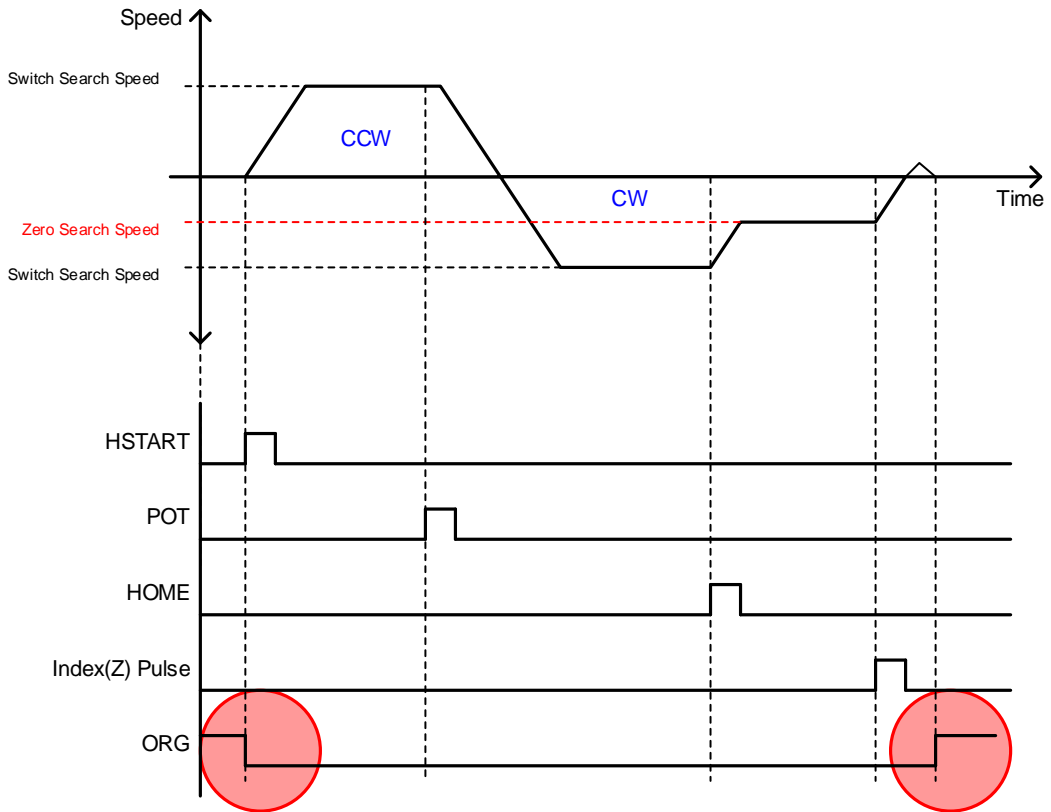 Speed
Switch Search Speed
CCW
CW
Time
Zero Search Speed
Switch Search Speed
HSTART
POT
HOME
Index(Z) Pulse
ORG